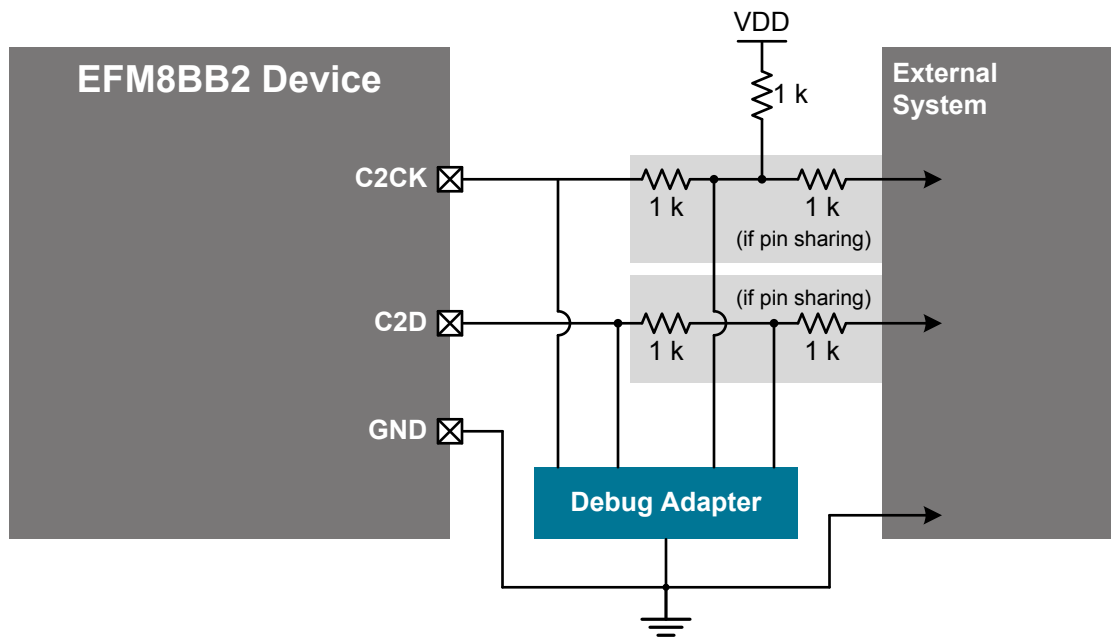 VDD
EFM8BB2 Device
External
System
1 k
C2CK
1 k
1 k
(if pin sharing)
(if pin sharing)
C2D
1 k
1 k
GND
Debug Adapter